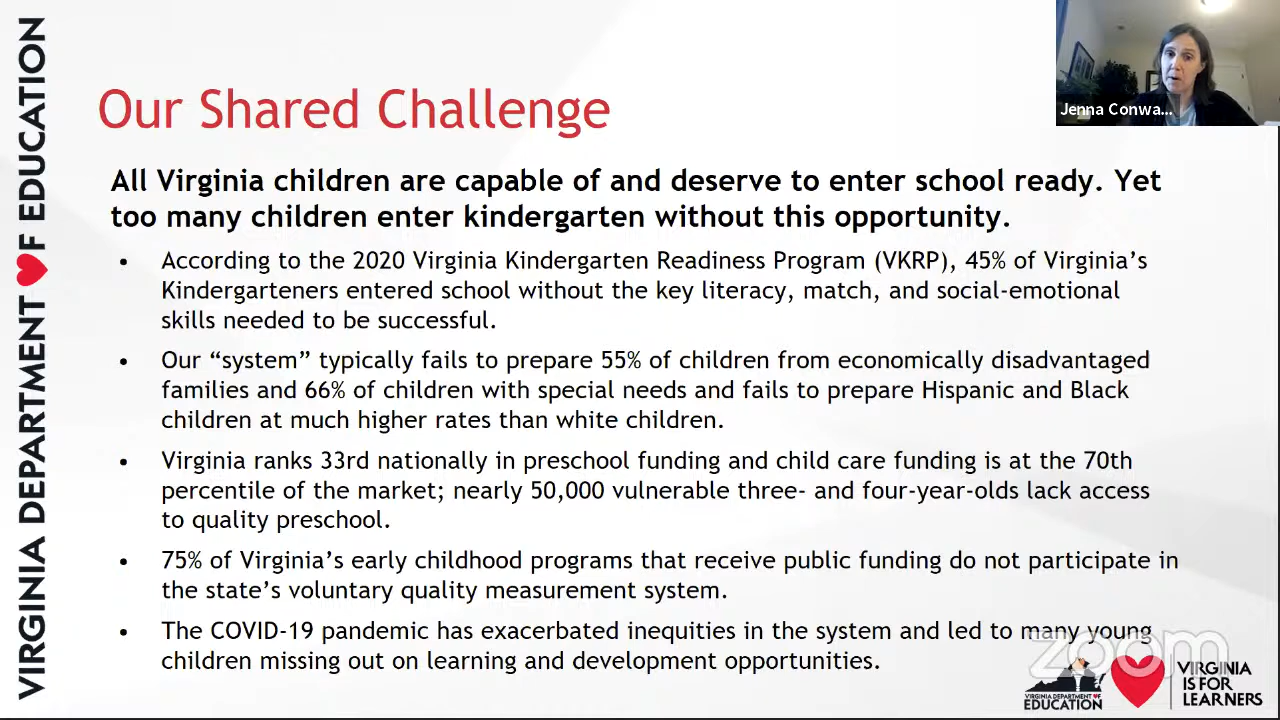 VIRGINIA DEPARTMENT OF EDUCATION
Jenna Conwa...
Our Shared Challenge
All Virginia children are capable of and deserve to enter school ready. Yet
too many children enter kindergarten without this opportunity.
• According to the 2020 Virginia Kindergarten Readiness Program (VKRP), 45% of Virginia’s
Kindergarteners entered school without the key literacy, match, and social-emotional
skills needed to be successful.
• Our “system” typically fails to prepare 55% of children from economically disadvantaged
families and 66% of children with special needs and fails to prepare Hispanic and Black
children at much higher rates than white children.
• Virginia ranks 33rd nationally in preschool funding and child care funding is at the 70th
percentile of the market; nearly 50,000 vulnerable three- and four-year-olds lack access
to quality preschool.
• 75% of Virginia’s early childhood programs that receive public funding do not participate in
the state’s voluntary quality measurement system.
• The COVID-19 pandemic has exacerbated inequities in the system and led to many young
children missing out on learning and development opportunities.
zoom
VIRGINIA DEPARTMENT OF
EDUCATION
VIRGINIA
IS FOR
LEARNERS